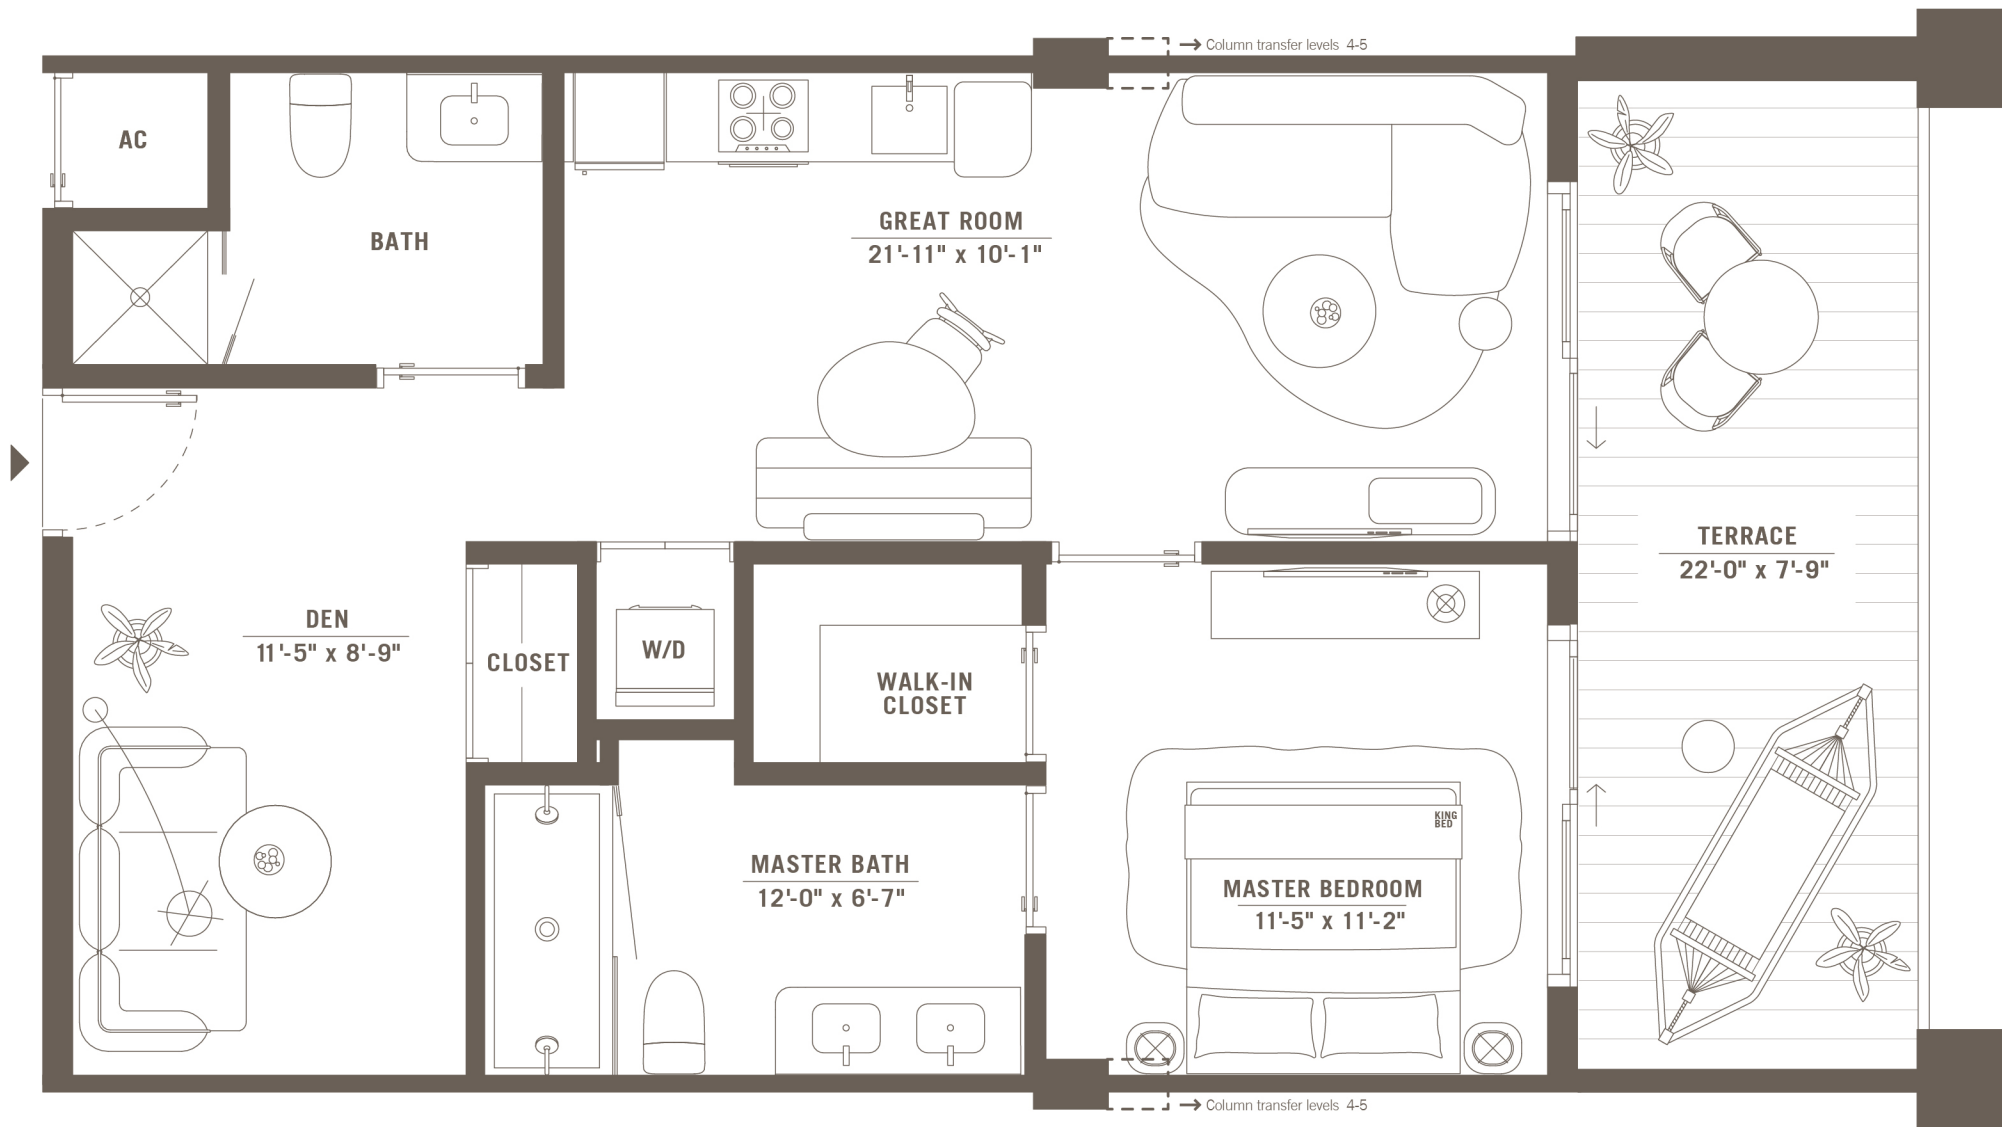 Column transfer levels 4-5
AC
BATH
GREAT ROOM
21'-11" x 10'-1"
TERRACE
22'-0" x 7'-9"
DEN
11'-5" x 8'-9"
CLOSET
W/D
WALK-IN
CLOSET
KING
BED
MASTER BATH
12'-0" x 6'-7"
MASTER BEDROOM
11'-5" x 11'-2"
Column transfer levels 4-5